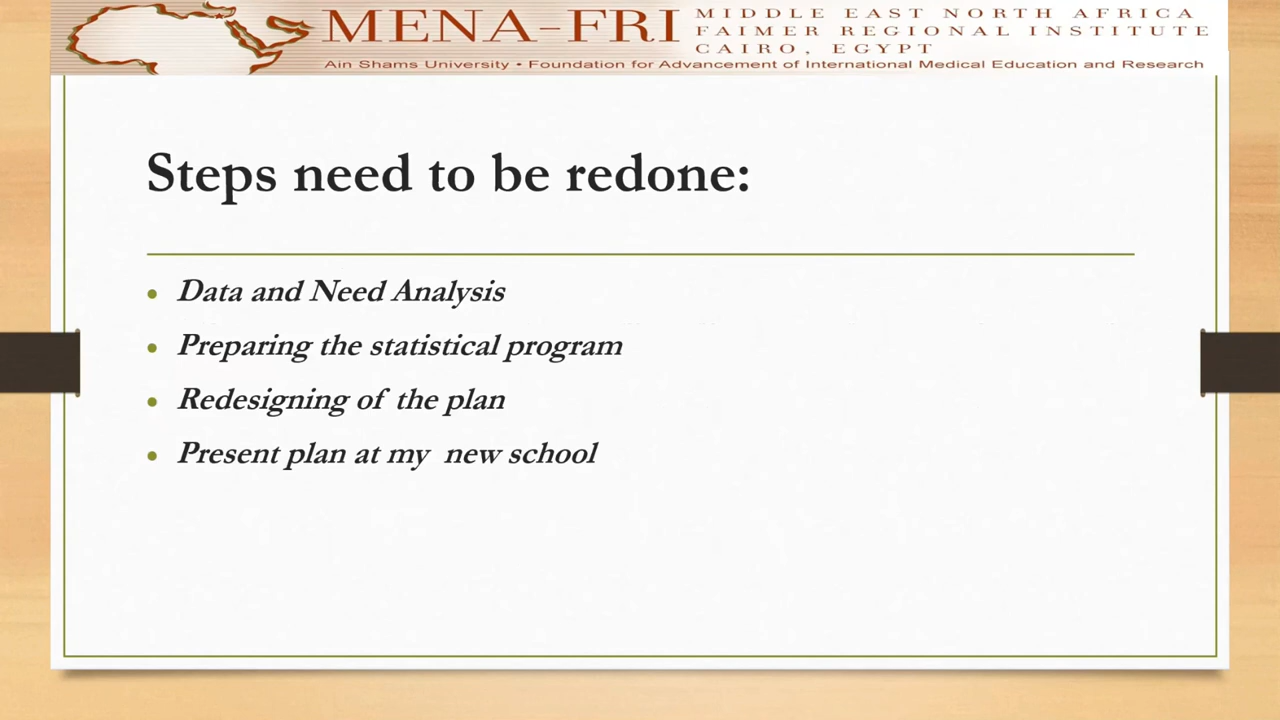 MENA-FRI
MIDDLE EAST NORTH AFRICA
FAIMER REGIONAL INSTITUTE
CAIRO, EGYPT
Ain Shams University • Foundation for Advancement of International Medical Education and Research
Steps need to be redone:
• Data and Need Analysis
• Preparing the statistical program
• Redesigning of the plan
• Present plan at my new school